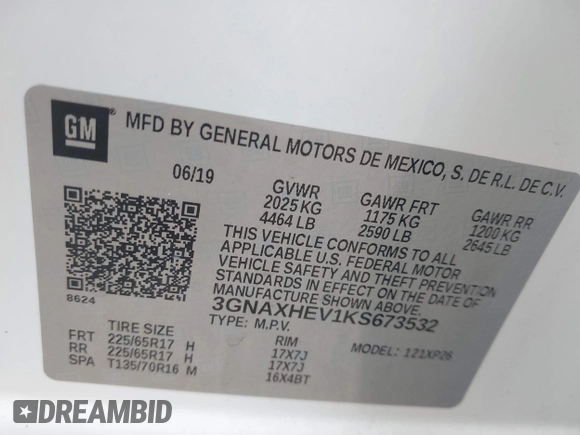 GM
®
MFD BY GENERAL MOTORS DE MEXICO, S. DE R.L. DE C.V.
06/19
GVWR GAWR FRT GAWR RR
2025 KG 1175 KG 1200 KG
4464 LB 2590 LB 2645 LB
THIS VEHICLE CONFORMS TO ALL
APPLICABLE U.S. FEDERAL MOTOR
VEHICLE SAFETY AND THEFT PREVENTION
STANDARDS IN EFFECT ON THE DATE OF
MANUFACTURE SHOWN ABOVE.
8624
3GNAXHEV1KS673532
TYPE: M.P.V. MODEL: 121XP26
TIRE SIZE RIM
FRT 225/65R17 H 17X7J
RR 225/65R17 H 17X7J
SPA T135/70R16 M 16X4BT
DREAMBID